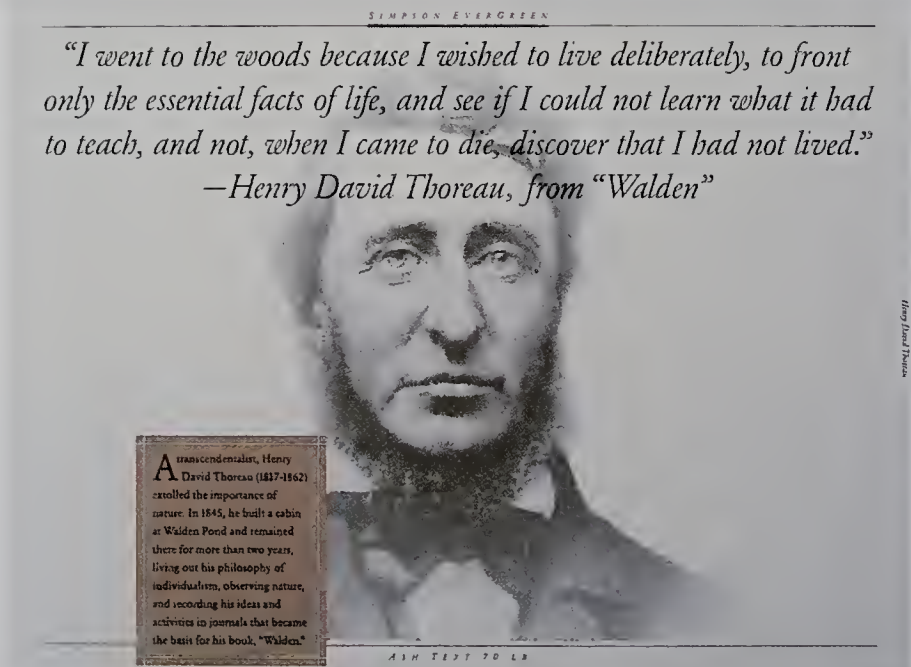 SIMPSON EVERGREEN
“I went to the woods because I wished to live deliberately, to front
only the essential facts of life, and see if I could not learn what it had
to teach, and not, when I came to die, discover that I had not lived.”
—Henry David Thoreau, from “Walden”
Henry David Thoreau
A transcendentalist, Henry
David Thoreau (1817-1862)
extolled the importance of
nature. In 1845, he built a cabin
at Walden Pond and remained
there for more than two years,
living out his philosophy of
individualism, observing nature,
and recording his ideas and
activities in journals that became
the basis for his book, “Walden.”
ASH TEXT 70 LB